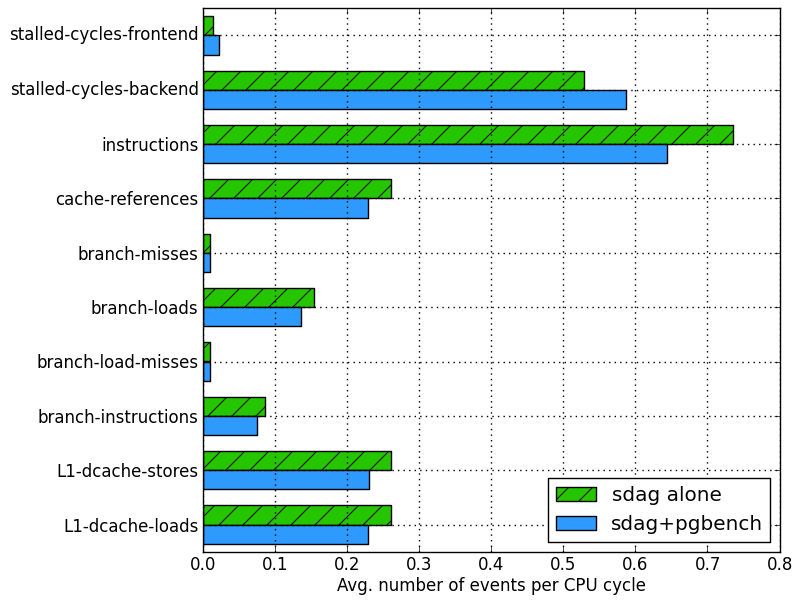 stalled-cycles-frontend
stalled-cycles-backend
instructions
cache-references
branch-misses
branch-loads
branch-load-misses
branch-instructions
L1-dcache-stores
L1-dcache-loads
sdag alone
sdag+pgbench
0.0 0.1 0.2 0.3 0.4 0.5 0.6 0.7 0.8
Avg. number of events per CPU cycle